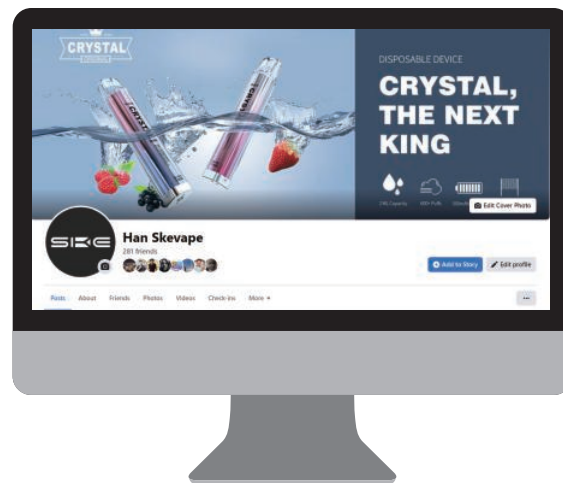 CRYSTAL
DISPOSABLE DEVICE
CRYSTAL,
THE NEXT
KING
Edit Cover Photo
SKE
Han Skevape
281 friends
Add to Story
Edit profile
Posts About Friends Photos Videos Check-ins More
CRYSTAL